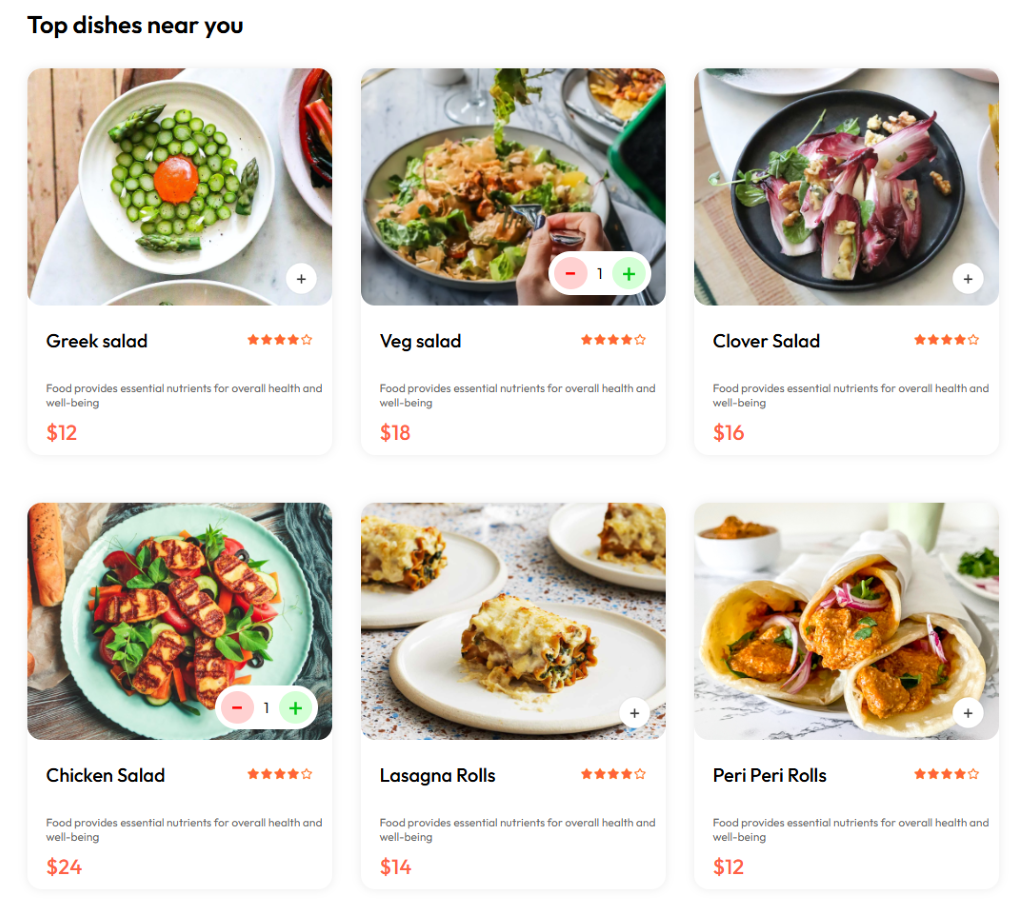 Top dishes near you
+
- 1 +
+
Greek salad
Veg salad
Clover Salad
Food provides essential nutrients for overall health and
well-being
Food provides essential nutrients for overall health and
well-being
Food provides essential nutrients for overall health and
well-being
$12
$18
$16
- 1 +
+
+
Chicken Salad
Lasagna Rolls
Peri Peri Rolls
Food provides essential nutrients for overall health and
well-being
Food provides essential nutrients for overall health and
well-being
Food provides essential nutrients for overall health and
well-being
$24
$14
$12